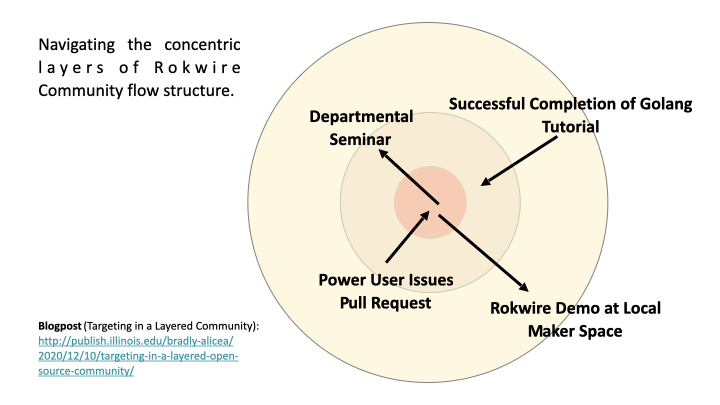 Navigating the concentric
layers of Rokwire
Community flow structure.
Successful Completion of Golang
Tutorial
Departmental
Seminar
Power User Issues
Pull Request
Rokwire Demo at Local
Maker Space
Blogpost (Targeting in a Layered Community):
http://publish.illinois.edu/bradly-alicea/
2020/12/10/targeting-in-a-layered-open-
source-community/